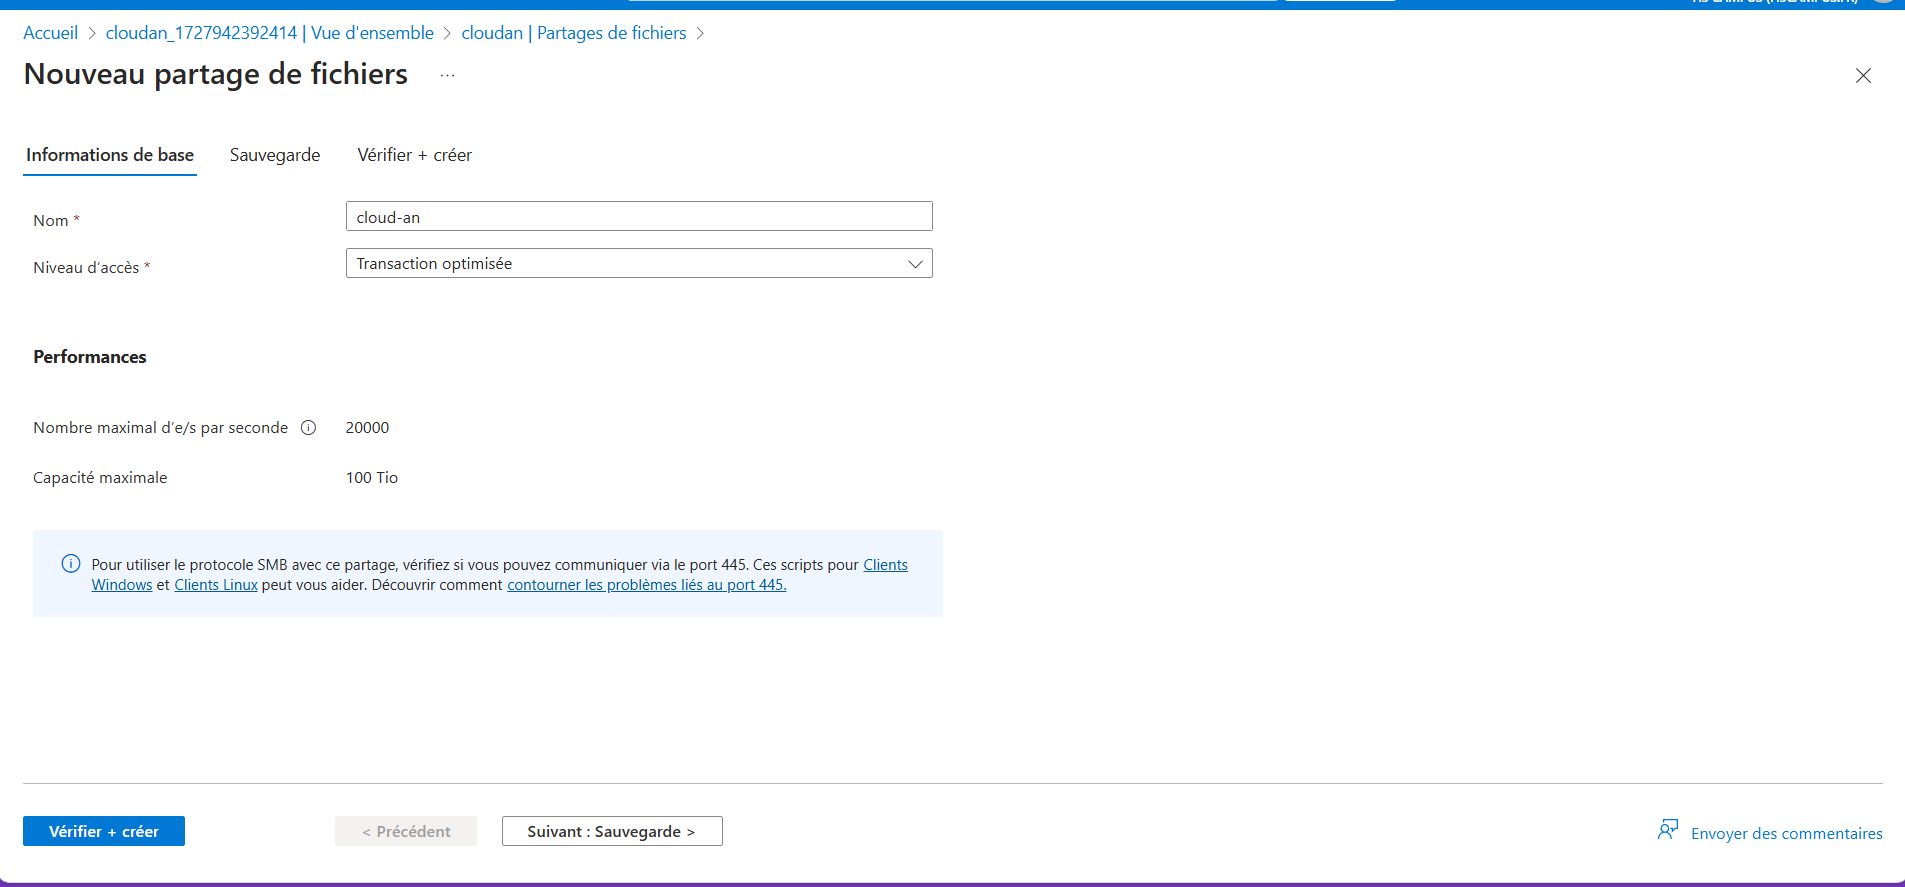 Accueil > cloudan_1727942392414 | Vue d'ensemble > cloudan | Partages de fichiers >
Nouveau partage de fichiers ...
Informations de base Sauvegarde Vérifier + créer
Nom * cloud-an
Niveau d'accès * Transaction optimisée
Performances
Nombre maximal d'e/s par seconde 20000
Capacité maximale 100 Tio
Pour utiliser le protocole SMB avec ce partage, vérifiez si vous pouvez communiquer via le port 445. Ces scripts pour Clients
Windows et Clients Linux peut vous aider. Découvrir comment contourner les problèmes liés au port 445.
Vérifier + créer < Précédent Suivant : Sauvegarde > Envoyer des commentaires